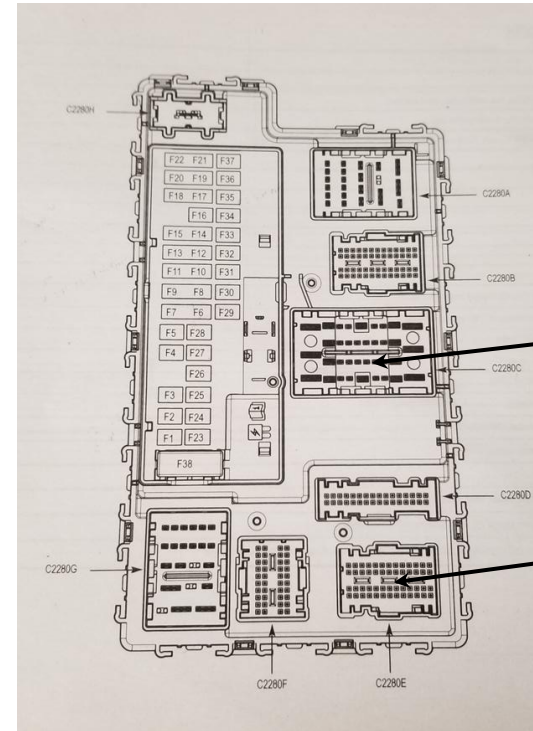 C2280H
F22 F21 F37
F20 F19 F36
F18 F17 F35
F16 F34
F15 F14 F33
F13 F12 F32
F11 F10 F31
F9 F8 F30
F7 F6 F29
F5 F28
F4 F27
F26
F3 F25
F2 F24
F1 F23
F38
C2280A
C2280B
C2280C
C2280D
C2280G
C2280F
C2280E